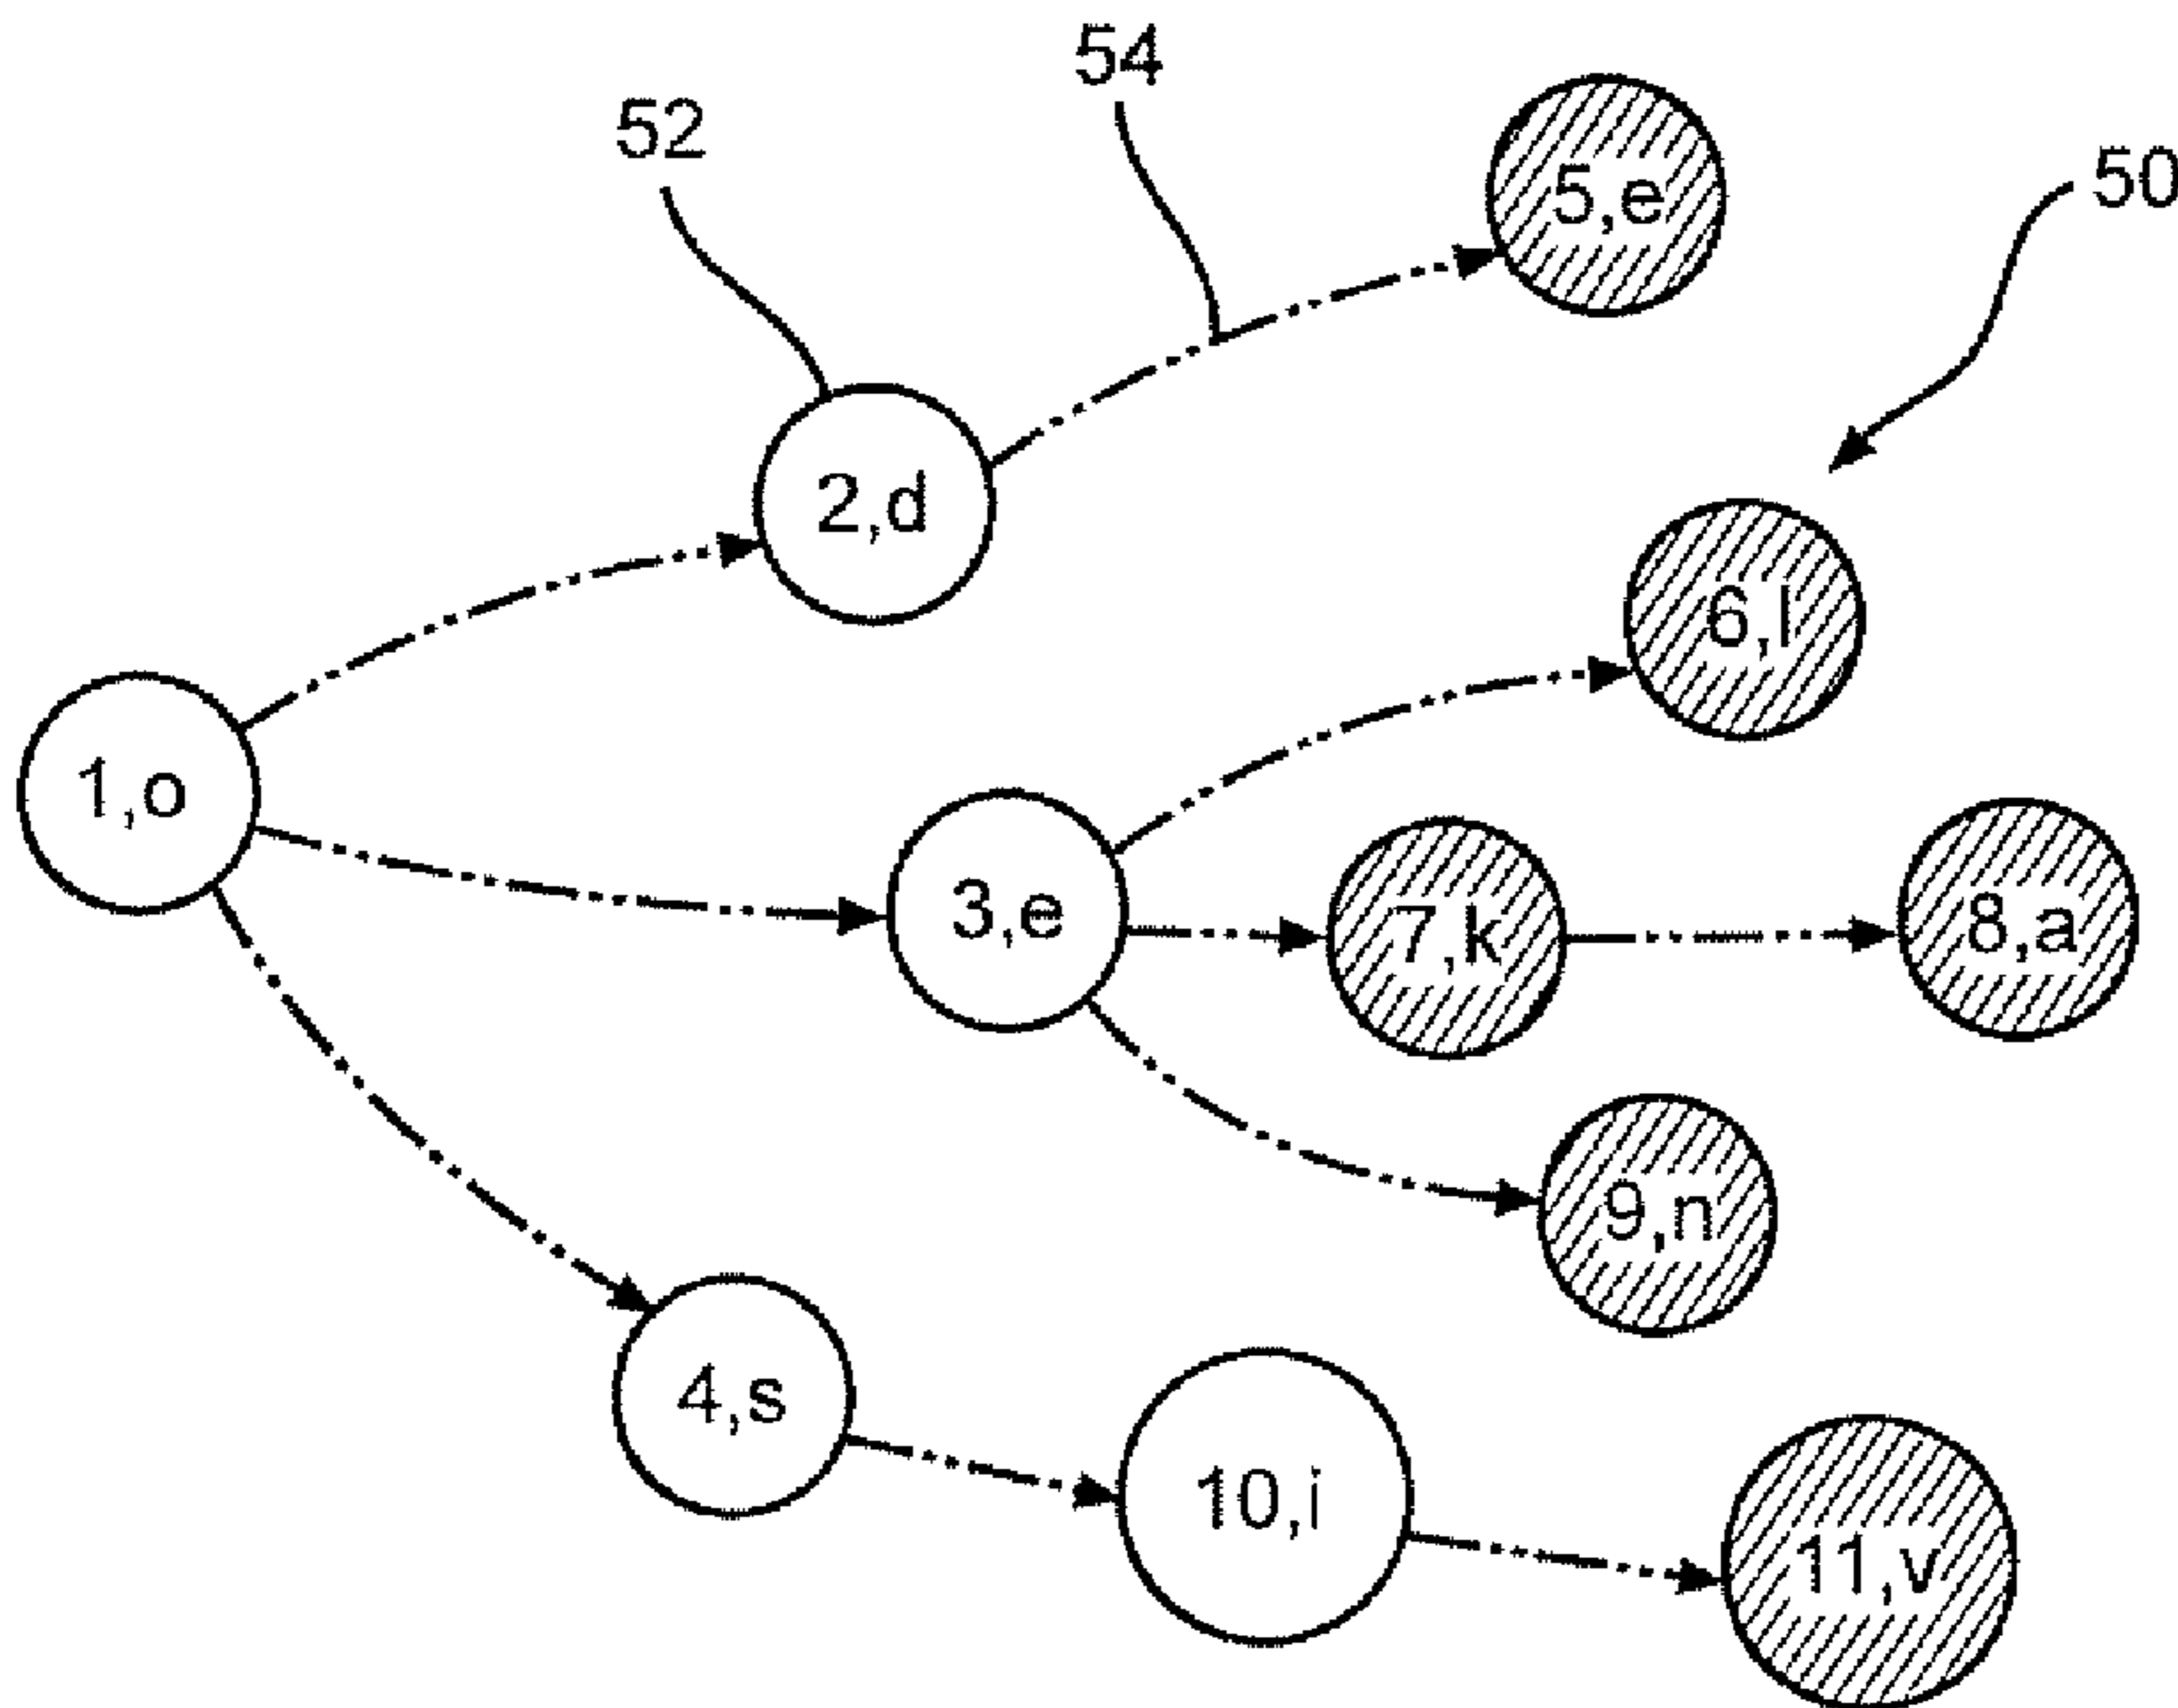 54
52
50
5,e
2,d
6,l
1,o
3,e
7,k
8,a
9,n
4,s
10,i
11,v